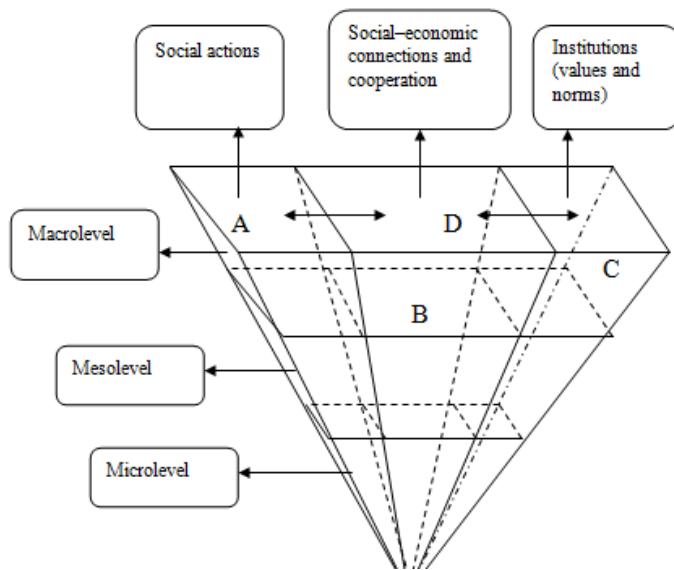 Social actions
Social–economic
connections and
cooperation
Institutions
(values and
norms)
A
D
Macrolevel
C
B
Mesolevel
Microlevel